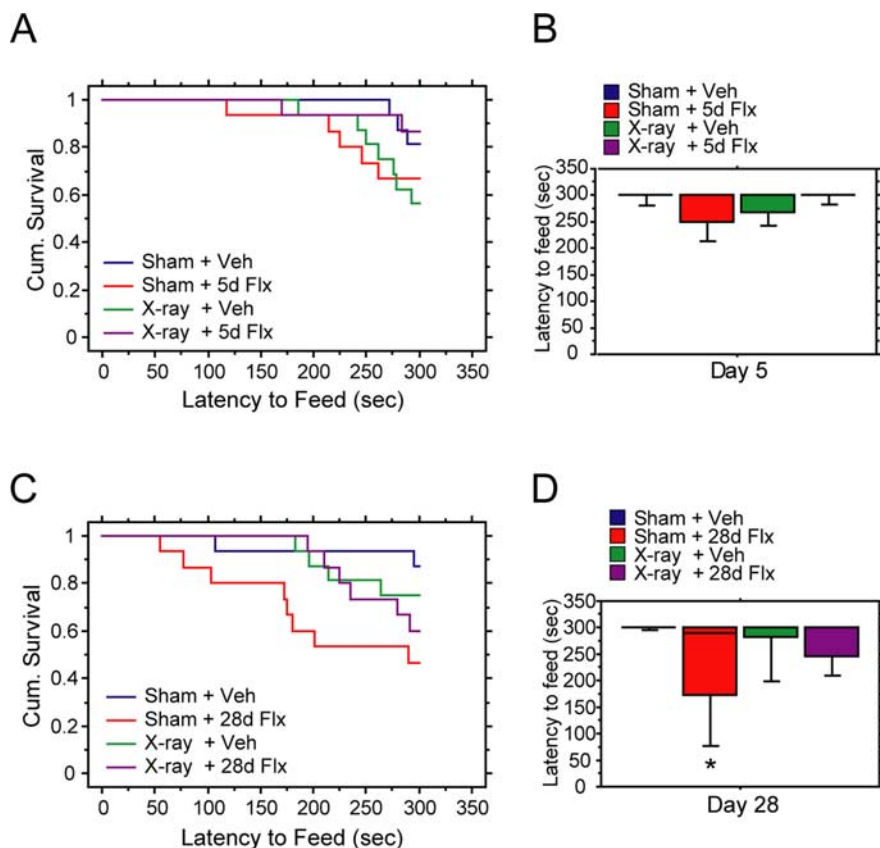 A
1
0.8
0.6
0.4
0.2
0
Cum. Survival
Sham + Veh
Sham + 5d Flx
X-ray + Veh
X-ray + 5d Flx
0 50 100 150 200 250 300 350
Latency to Feed (sec)
B
Sham + Veh
Sham + 5d Flx
X-ray + Veh
X-ray + 5d Flx
350
300
250
200
150
100
50
0
Latency to feed (sec)
Day 5
C
1
0.8
0.6
0.4
0.2
0
Cum. Survival
Sham + Veh
Sham + 28d Flx
X-ray + Veh
X-ray + 28d Flx
0 50 100 150 200 250 300 350
Latency to Feed (sec)
D
Sham + Veh
Sham + 28d Flx
X-ray + Veh
X-ray + 28d Flx
350
300
250
200
150
100
50
0
Latency to feed (sec)
*
Day 28